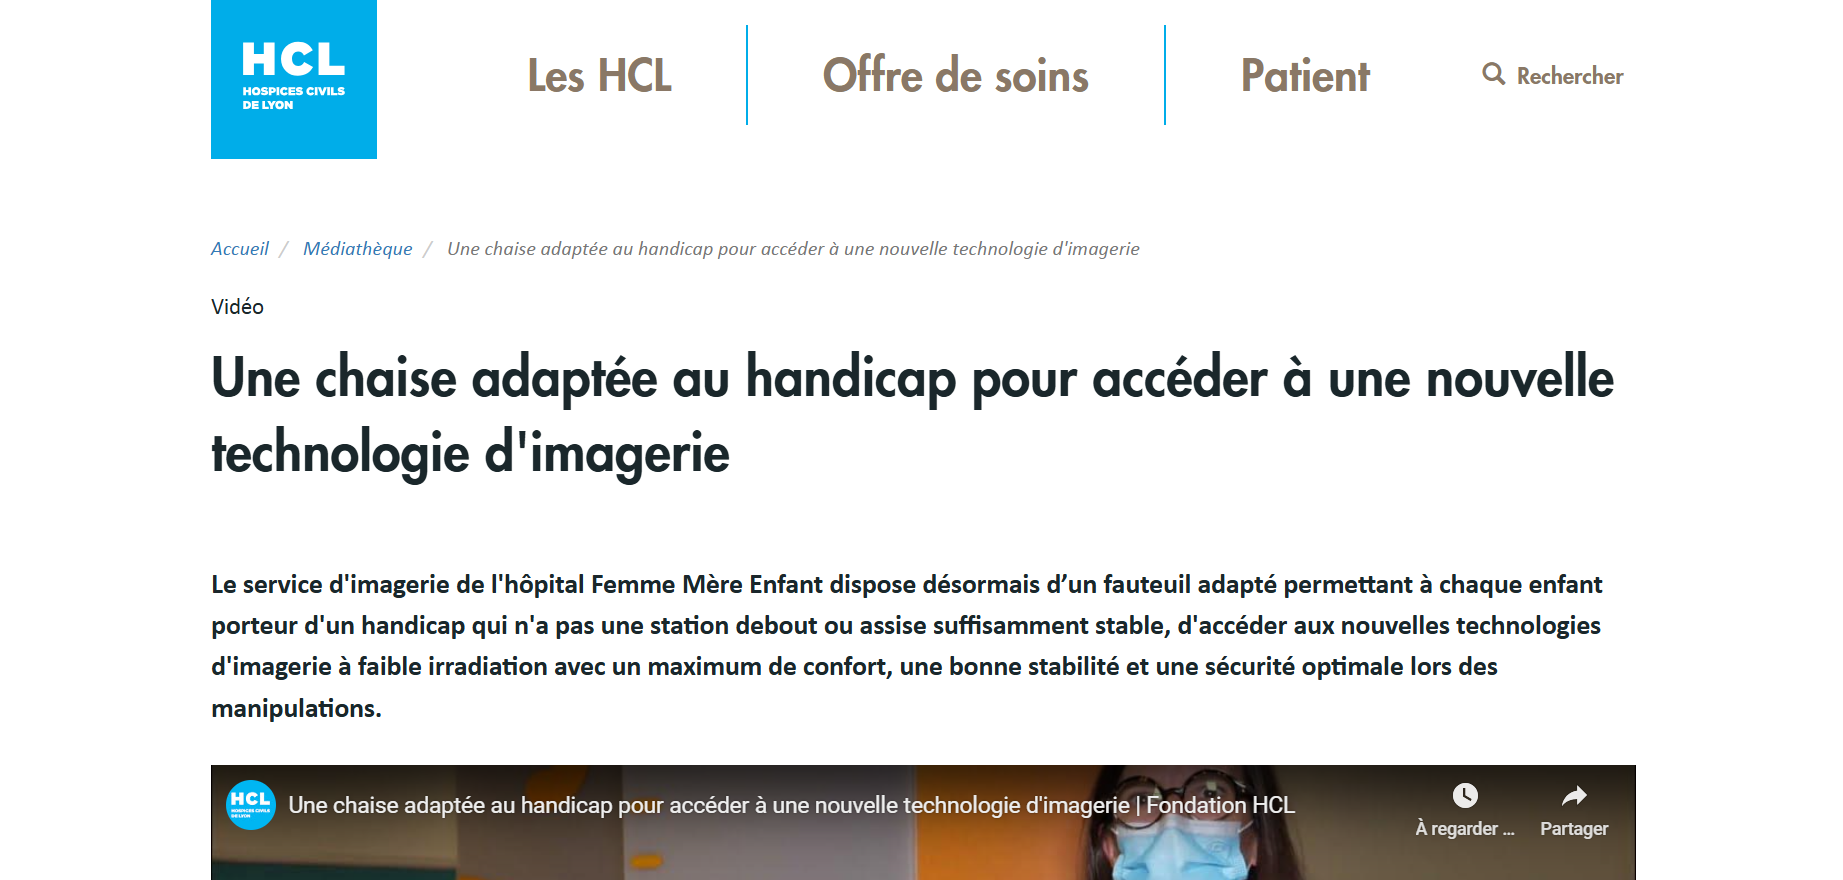 HCL
HOSPICES CIVILS
DE LYON
Les HCL
Offre de soins
Patient
Rechercher
Accueil / Médiathèque / Une chaise adaptée au handicap pour accéder à une nouvelle technologie d'imagerie
Vidéo
Une chaise adaptée au handicap pour accéder à une nouvelle
technologie d'imagerie
Le service d'imagerie de l'hôpital Femme Mère Enfant dispose désormais d’un fauteuil adapté permettant à chaque enfant
porteur d'un handicap qui n'a pas une station debout ou assise suffisamment stable, d'accéder aux nouvelles technologies
d'imagerie à faible irradiation avec un maximum de confort, une bonne stabilité et une sécurité optimale lors des
manipulations.
HCL
HOSPICES CIVILS
DE LYON
Une chaise adaptée au handicap pour accéder à une nouvelle technologie d'imagerie | Fondation HCL
À regarder ...
Partager